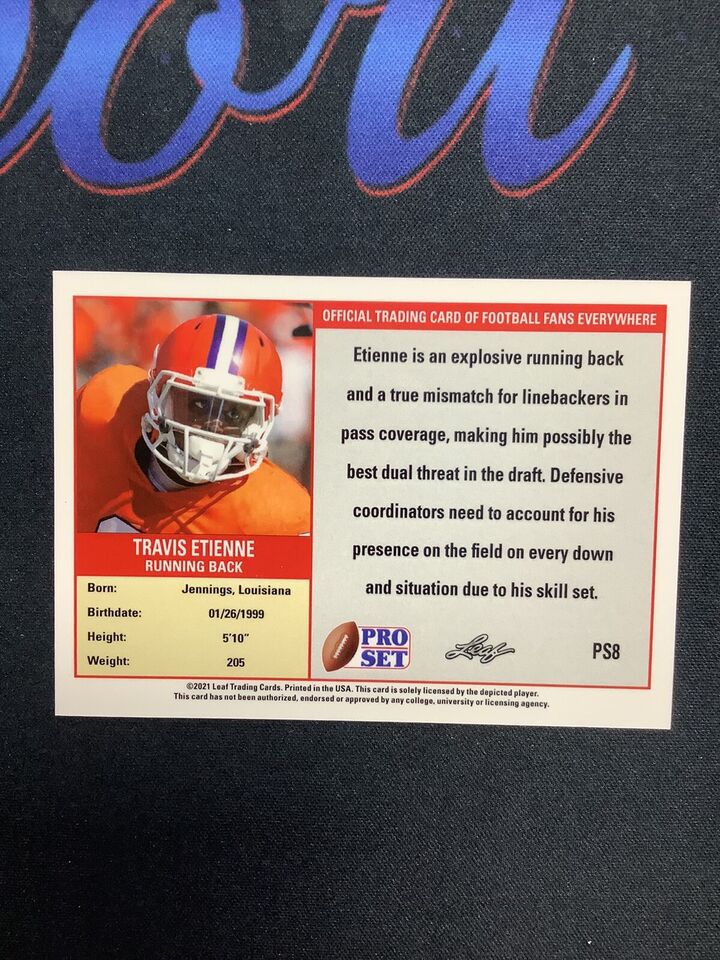 OFFICIAL TRADING CARD OF FOOTBALL FANS EVERYWHERE
Etienne is an explosive running back
and a true mismatch for linebackers in
pass coverage, making him possibly the
best dual threat in the draft. Defensive
coordinators need to account for his
presence on the field on every down
and situation due to his skill set.
TRAVIS ETIENNE
RUNNING BACK
Born: Jennings, Louisiana
Birthdate: 01/26/1999
Height: 5'10"
Weight: 205
PRO
SET
Leaf
PS8
©2021 Leaf Trading Cards. Printed in the USA. This card is solely licensed by the depicted player.
This card has not been authorized, endorsed or approved by any college, university or licensing agency.